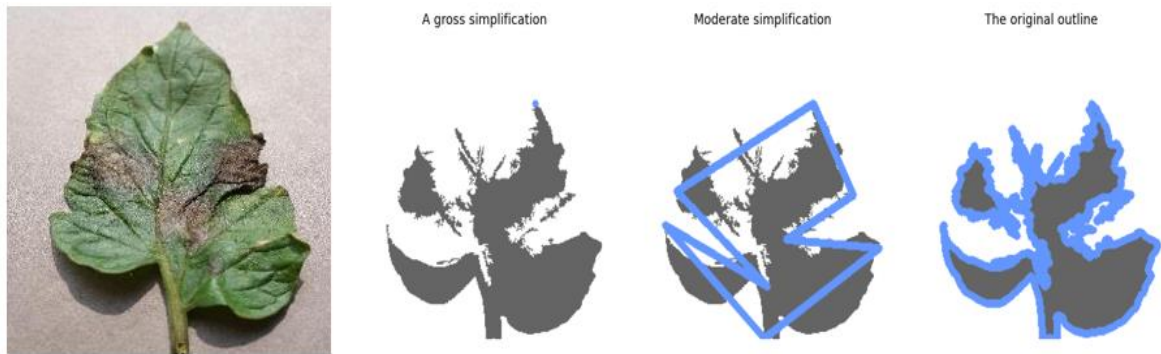 A gross simplification
Moderate simplification
The original outline